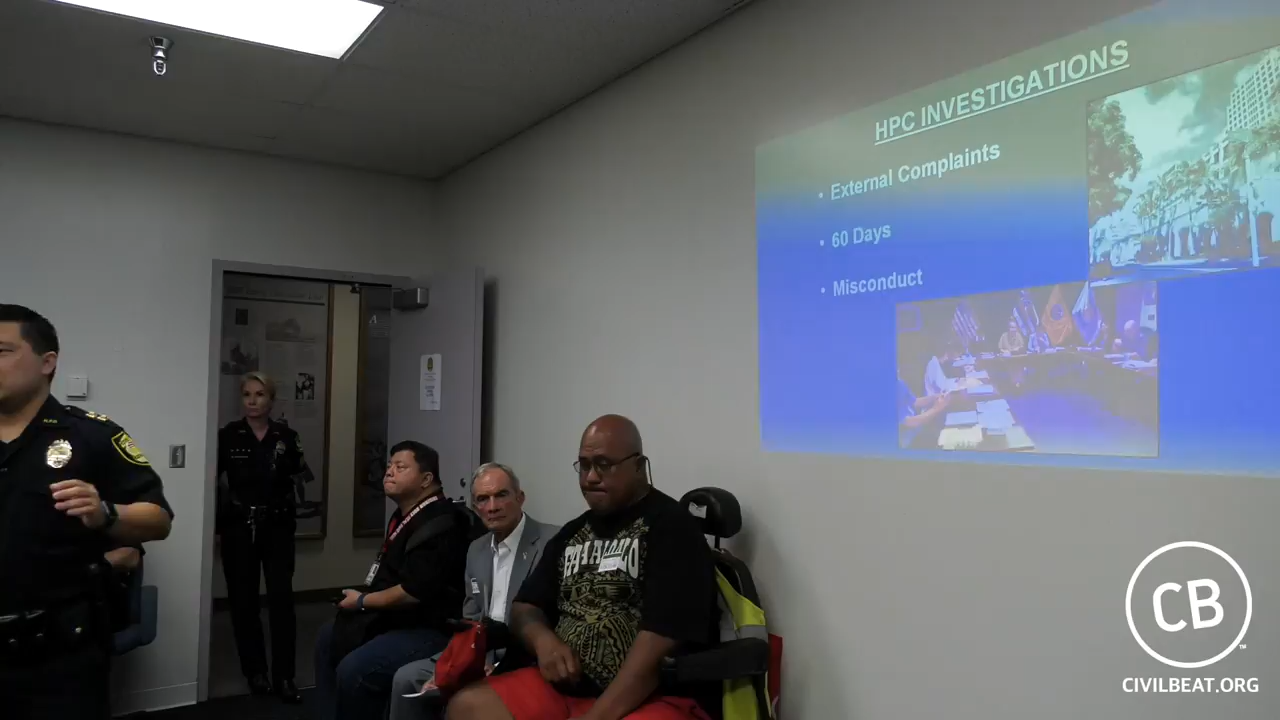 HPC INVESTIGATIONS
• External Complaints
• 60 Days
• Misconduct
CB
CIVILBEAT.ORG